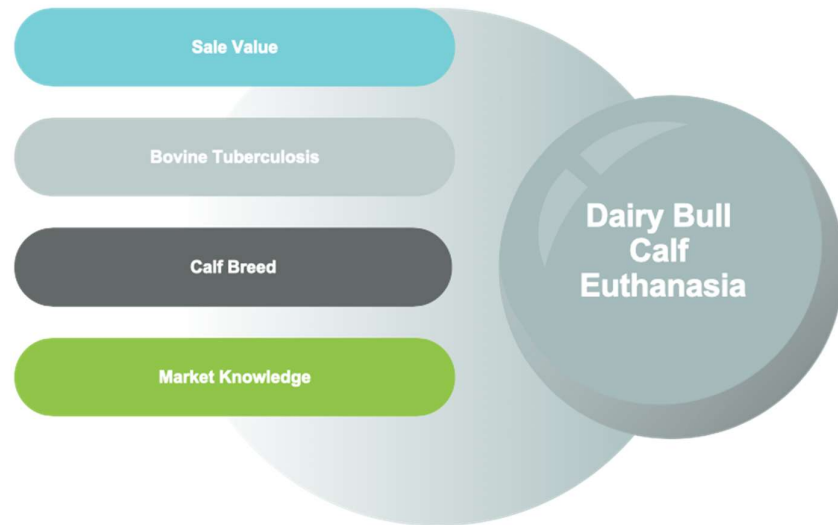 Sale Value
Bovine Tuberculosis
Calf Breed
Market Knowledge
Dairy Bull
Calf
Euthanasia